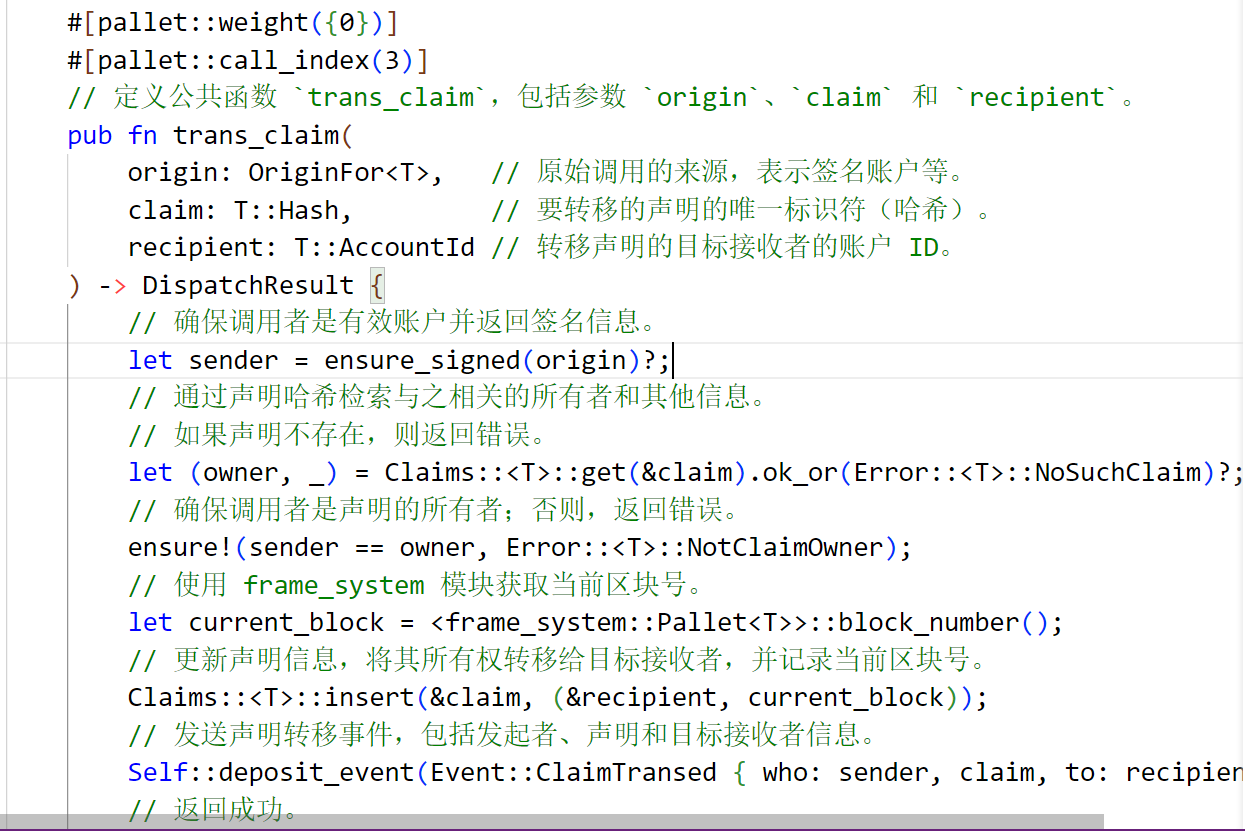 #[pallet::weight({0})]
#[pallet::call_index(3)]
// 定义公共函数 `trans_claim`，包括参数 `origin`、`claim` 和 `recipient`。
pub fn trans_claim(
origin: OriginFor<T>, // 原始调用的来源，表示签名账户等。
claim: T::Hash, // 要转移的声明的唯一标识符（哈希）。
recipient: T::AccountId // 转移声明的目标接收者的账户 ID。
) -> DispatchResult {
// 确保调用者是有效账户并返回签名信息。
let sender = ensure_signed(origin)?;
// 通过声明哈希检索与之相关的所有者和其他信息。
// 如果声明不存在，则返回错误。
let (owner, _) = Claims::<T>::get(&claim).ok_or(Error::<T>::NoSuchClaim)?;
// 确保调用者是声明的所有者；否则，返回错误。
ensure!(sender == owner, Error::<T>::NotClaimOwner);
// 使用 frame_system 模块获取当前区块号。
let current_block = <frame_system::Pallet<T>>::block_number();
// 更新声明信息，将其所有权转移给目标接收者，并记录当前区块号。
Claims::<T>::insert(&claim, (&recipient, current_block));
// 发送声明转移事件，包括发起者、声明和目标接收者信息。
Self::deposit_event(Event::ClaimTransed { who: sender, claim, to: recipien
// 返回成功。